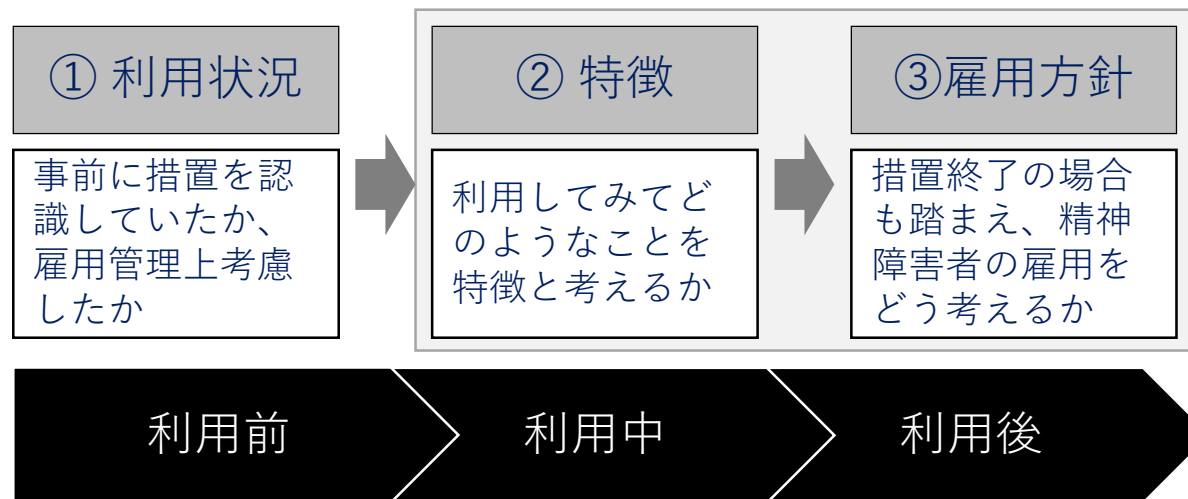 ① 利用状況
② 特徴
③雇用方針
事前に措置を認
識していたか、
雇用管理上考慮
したか
利用してみてど
のようなことを
特徴と考えるか
措置終了の場合
も踏まえ、精神
障害者の雇用を
どう考えるか
利用前
利用中
利用後